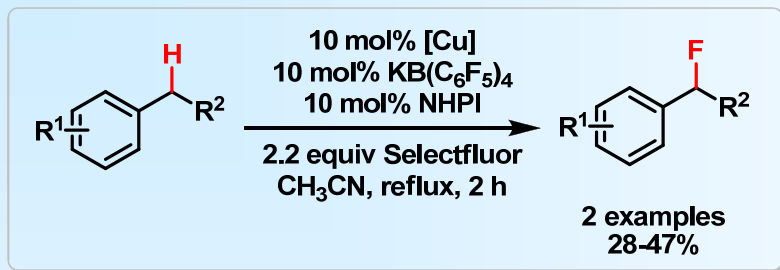 H
R¹
R²
10 mol% [Cu]
10 mol% KB(C₆F₅)₄
10 mol% NHPI
2.2 equiv Selectfluor
CH₃CN, reflux, 2 h
F
R¹
R²
2 examples
28-47%